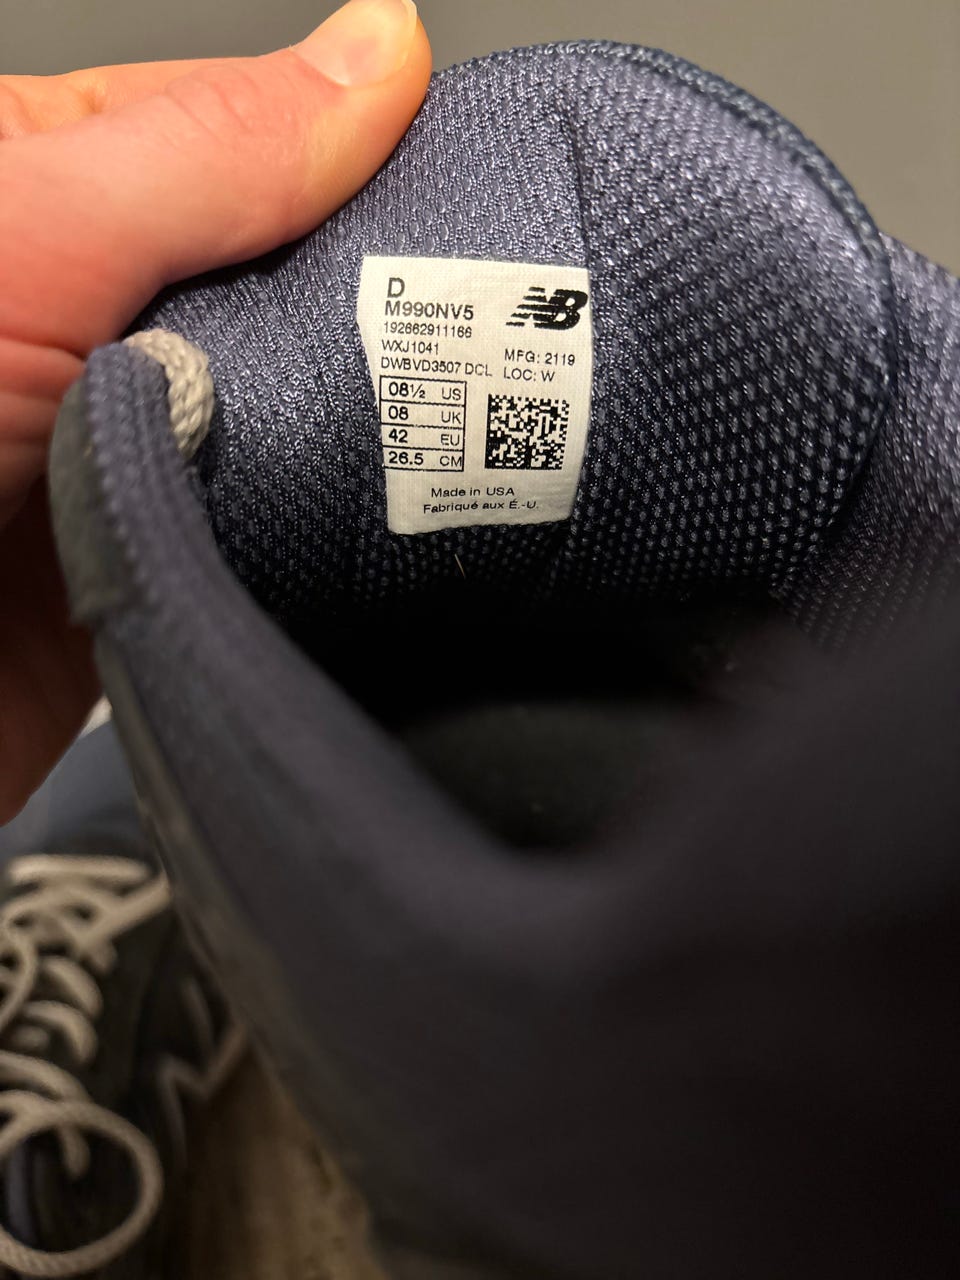 D
M990NV5
NB
192662911166
WXJ1041
MFG: 2119
DWBVD3507 DCL LOC: W
08½ US
08 UK
42 EU
26.5 CM
Made in USA
Fabriqué aux É.-U.